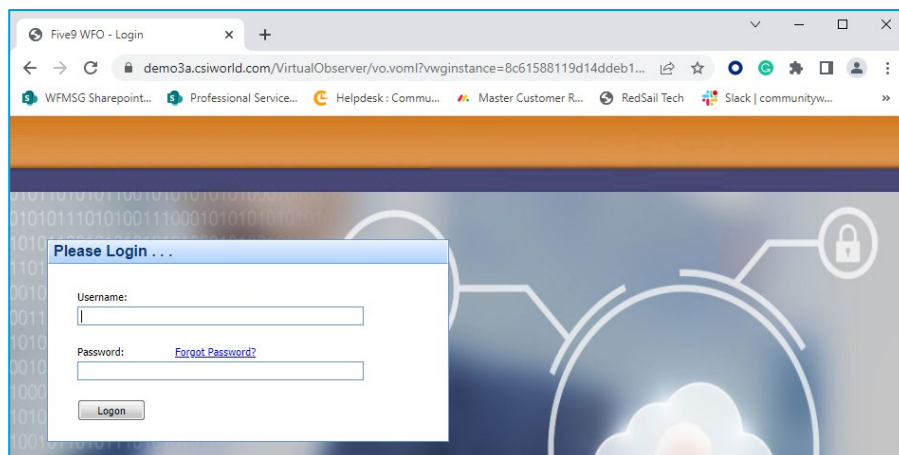 Five9 WFO - Login
demo3a.csiworld.com/VirtualObserver/vo.voml?vwginstance=8c61588119d14ddeb1...
WFMSG Sharepoint... Professional Service... Helpdesk : Commu... Master Customer R... RedSail Tech Slack | communityw... »
Please Login . . .
Username:
Password: Forgot Password?
Logon